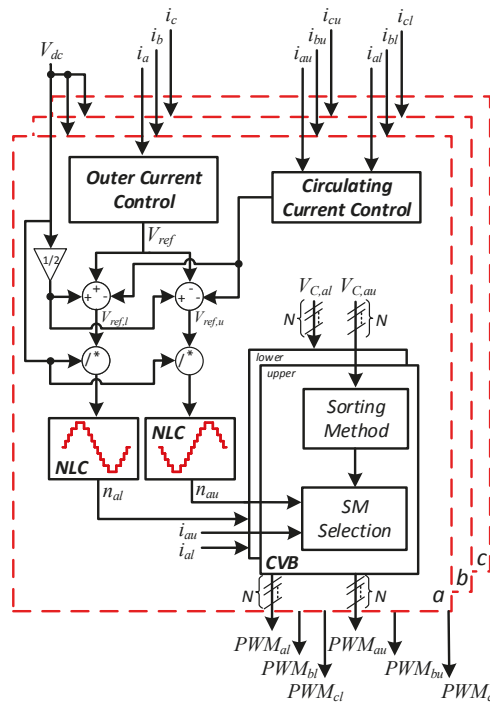 i_c
i_b
i_a
V_dc
i_cu
i_bu
i_au
i_cl
i_bl
i_al
Outer Current Control
Circulating Current Control
V_ref
1/2
+ + -
+ - -
V_ref,l
V_ref,u
/ *
/ *
V_C,al
V_C,au
N
N
lower
upper
Sorting Method
NLC
NLC
n_al
n_au
SM Selection
i_au
i_al
CVB
N
N
a
b
c
PWM_al
PWM_bl
PWM_cl
PWM_au
PWM_bu